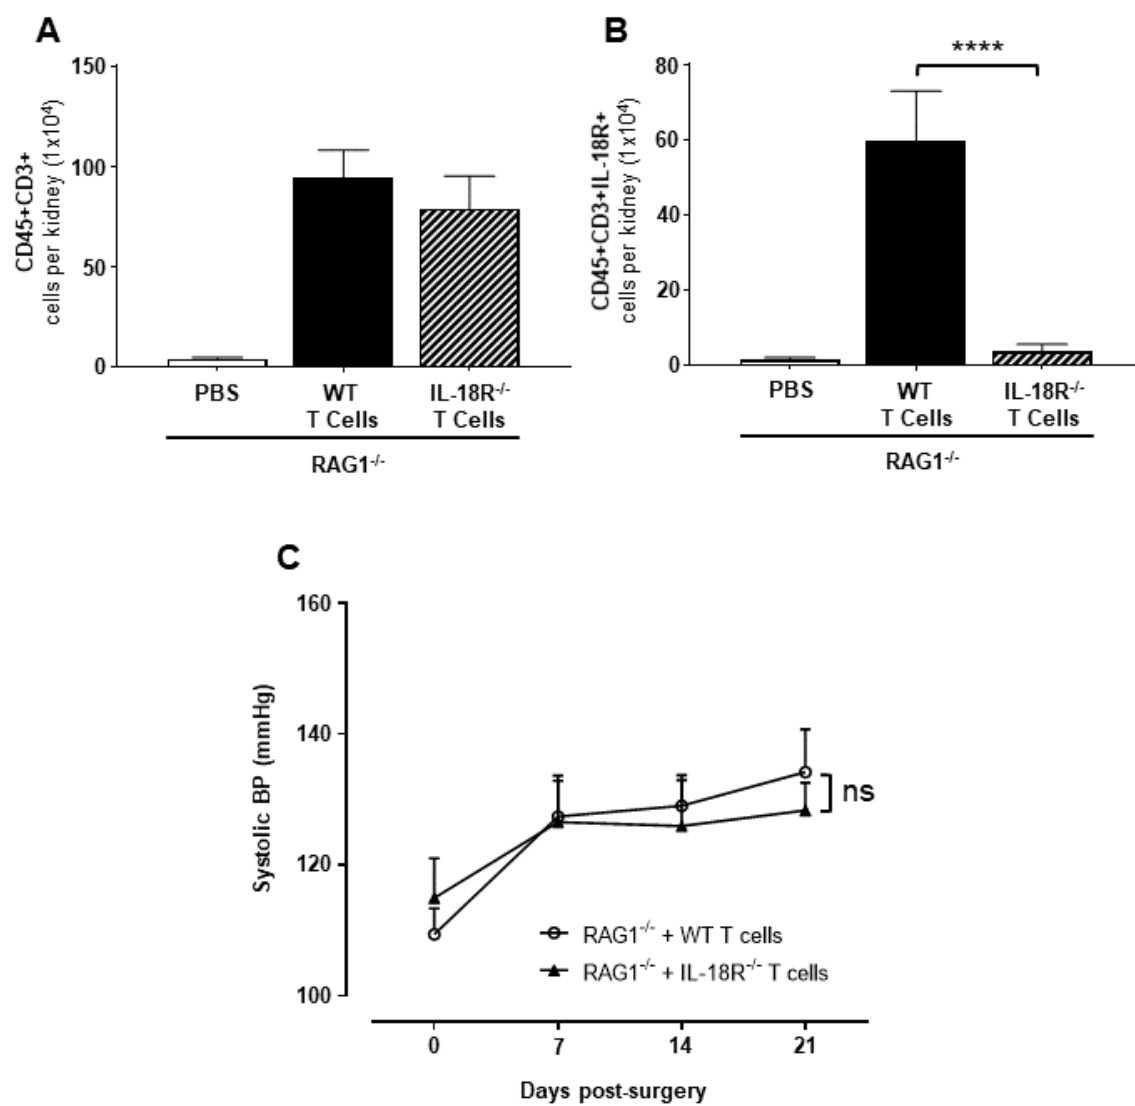 A
CD45+CD3+
cells per kidney (1x10⁴)
150
100
50
0
PBS
WT
T Cells
IL-18R⁻/⁻
T Cells
RAG1⁻/⁻
B
CD45+CD3+IL-18R+
cells per kidney (1x10⁴)
80
60
40
20
0
****
PBS
WT
T Cells
IL-18R⁻/⁻
T Cells
RAG1⁻/⁻
C
Systolic BP (mmHg)
160
140
120
100
ns
RAG1⁻/⁻ + WT T cells
RAG1⁻/⁻ + IL-18R⁻/⁻ T cells
0 7 14 21
Days post-surgery